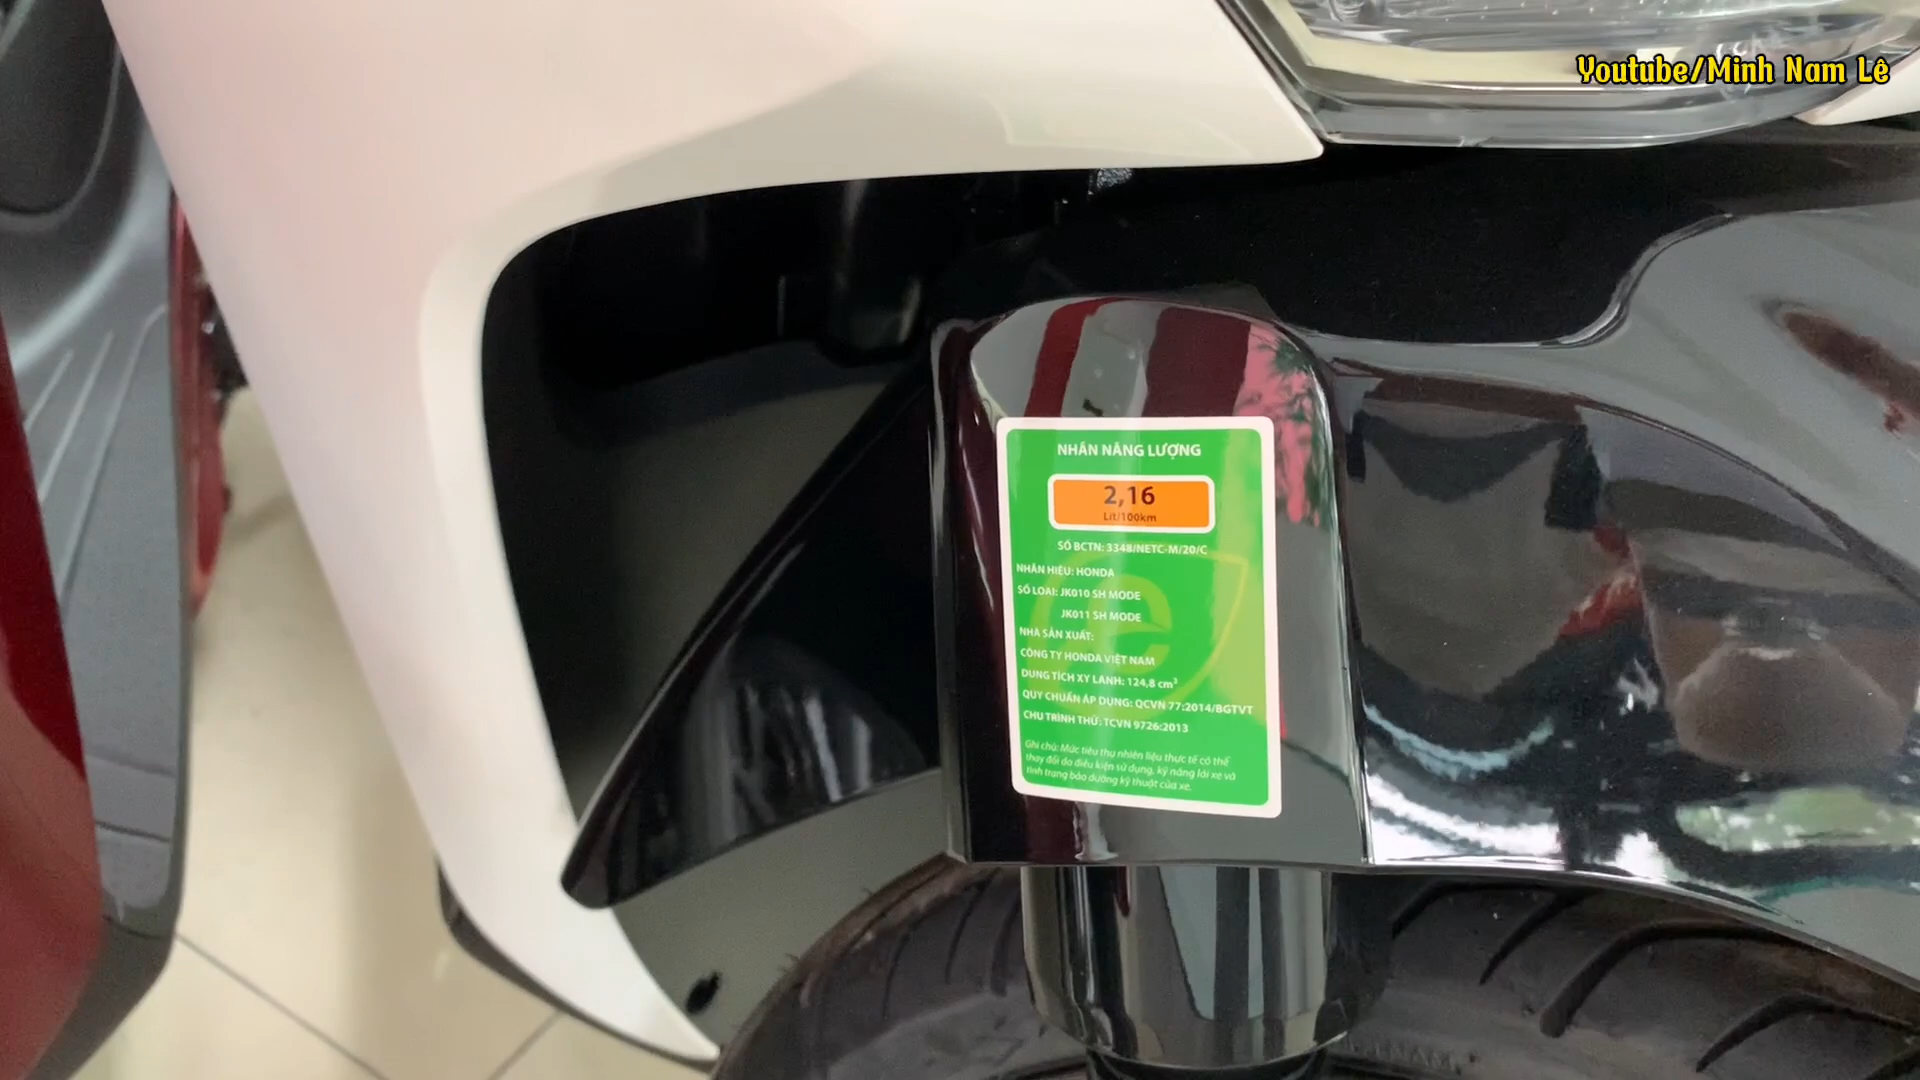 Youtube/Minh Nam Lê
NHÃN NĂNG LƯỢNG
2,16
Lít/100km
SỐ BCTN: 3348/NETC-M/20/C
NHÃN HIỆU: HONDA
SỐ LOẠI: JK010 SH MODE
JK011 SH MODE
NHÀ SẢN XUẤT:
CÔNG TY HONDA VIỆT NAM
DUNG TÍCH XY LANH: 124,8 cm³
QUY CHUẨN ÁP DỤNG: QCVN 77:2014/BGTVT
CHU TRÌNH THỬ: TCVN 9726:2013
Ghi chú: Mức tiêu thụ nhiên liệu thực tế có thể
thay đổi do điều kiện sử dụng, kỹ năng lái xe và
tình trạng bảo dưỡng kỹ thuật của xe.